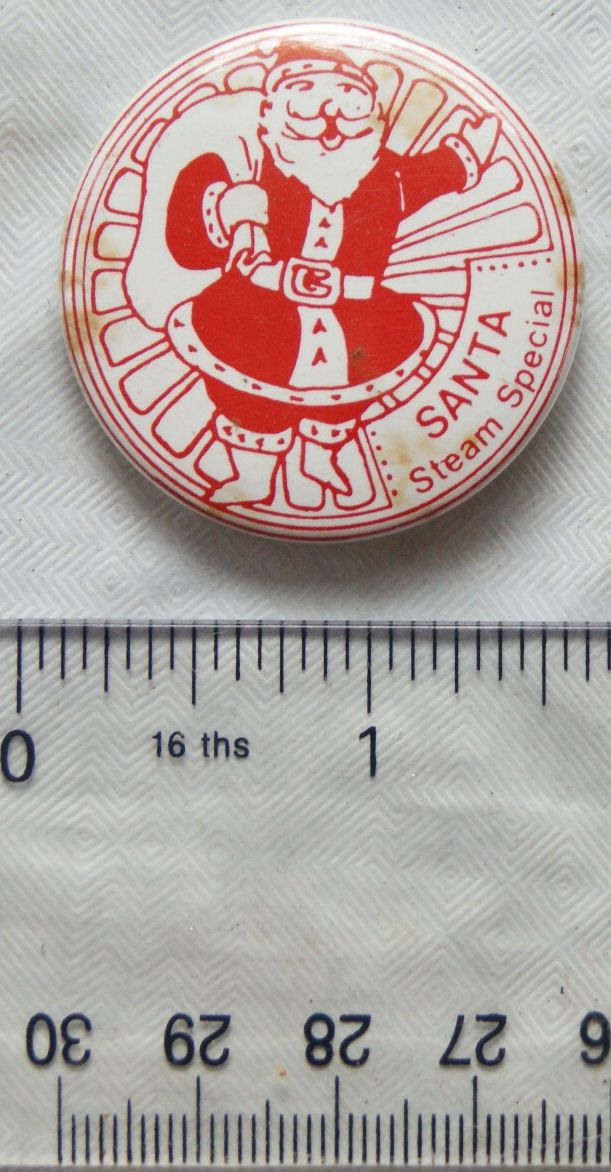 SANTA
Steam Special
0 16 ths 1
30 29 28 27 6